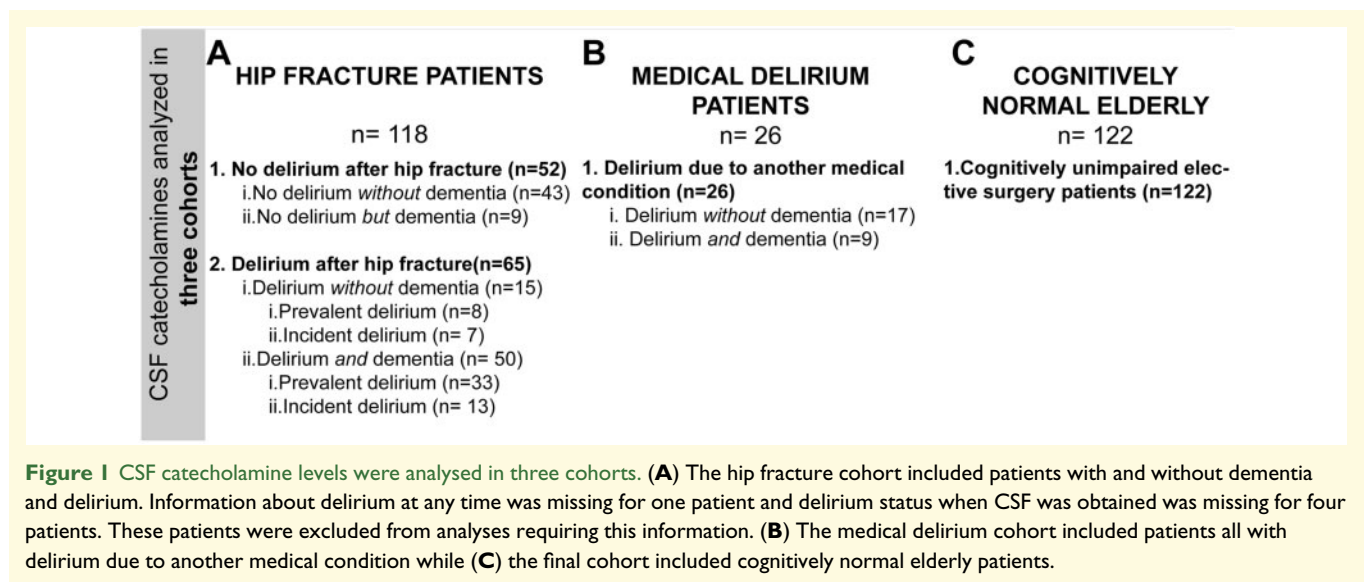 CSF catecholamines analyzed in
three cohorts
A
HIP FRACTURE PATIENTS
n= 118
1. No delirium after hip fracture (n=52)
i.No delirium without dementia (n=43)
ii.No delirium but dementia (n=9)
2. Delirium after hip fracture(n=65)
i.Delirium without dementia (n=15)
i.Prevalent delirium (n=8)
ii.Incident delirium (n= 7)
ii.Delirium and dementia (n= 50)
i.Prevalent delirium (n=33)
ii.Incident delirium (n= 13)
B
MEDICAL DELIRIUM
PATIENTS
n= 26
1. Delirium due to another medical
condition (n=26)
i. Delirium without dementia (n=17)
ii. Delirium and dementia (n=9)
C
COGNITIVELY
NORMAL ELDERLY
n= 122
1.Cognitively unimpaired elec-
tive surgery patients (n=122)
Figure 1 CSF catecholamine levels were analysed in three cohorts. (A) The hip fracture cohort included patients with and without dementia
and delirium. Information about delirium at any time was missing for one patient and delirium status when CSF was obtained was missing for four
patients. These patients were excluded from analyses requiring this information. (B) The medical delirium cohort included patients all with
delirium due to another medical condition while (C) the final cohort included cognitively normal elderly patients.